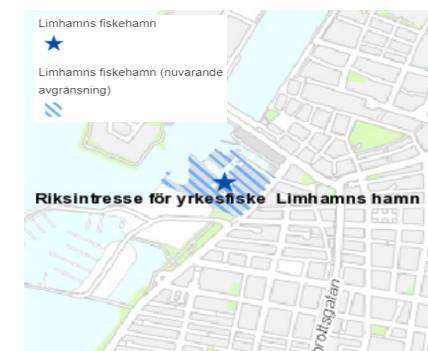 Limhamns fiskehamn
Limhamns fiskehamn (nuvarande
avgränsning)
Riksintresse för yrkesfiske Limhamns hamn